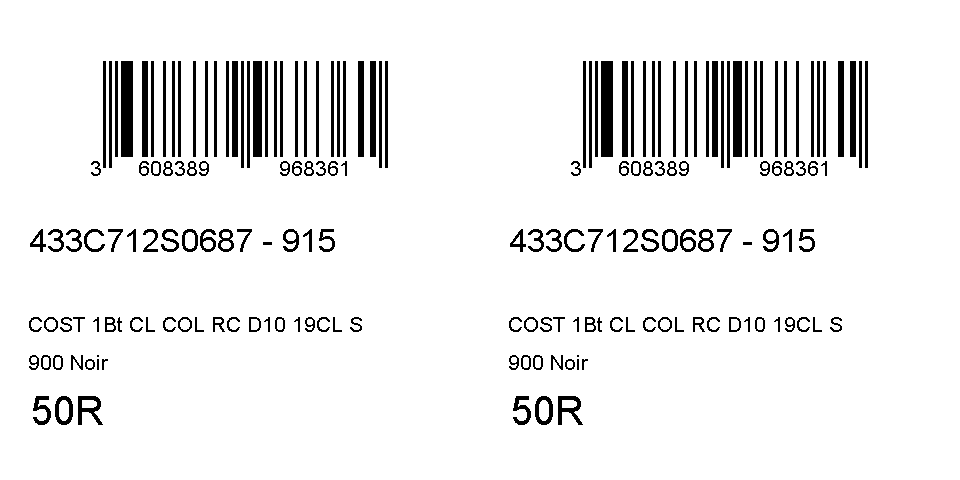 3 608389 968361
433C712S0687 - 915
COST 1Bt CL COL RC D10 19CL S
900 Noir
50R
3 608389 968361
433C712S0687 - 915
COST 1Bt CL COL RC D10 19CL S
900 Noir
50R